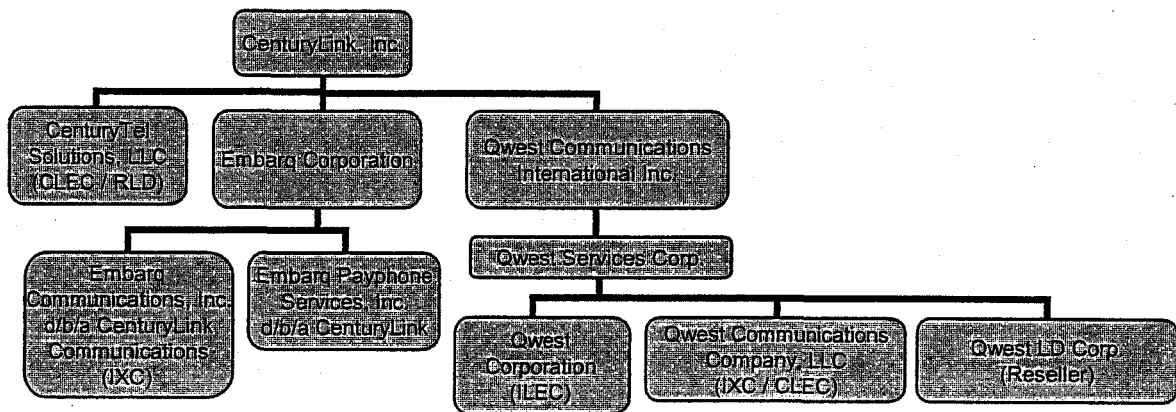 CenturyLink, Inc.
CenturyTel
Solutions, LLC
(CLEC / RLD)
Embarq Corporation
Qwest Communications
International Inc.
Embarq
Communications, Inc.
d/b/a CenturyLink
Communications
(IXC)
Embarq Payphone
Services, Inc.
d/b/a CenturyLink
Qwest Services Corp.
Qwest
Corporation
(ILEC)
Qwest Communications
Company, LLC
(IXC / CLEC)
Qwest LD Corp.
(Reseller)